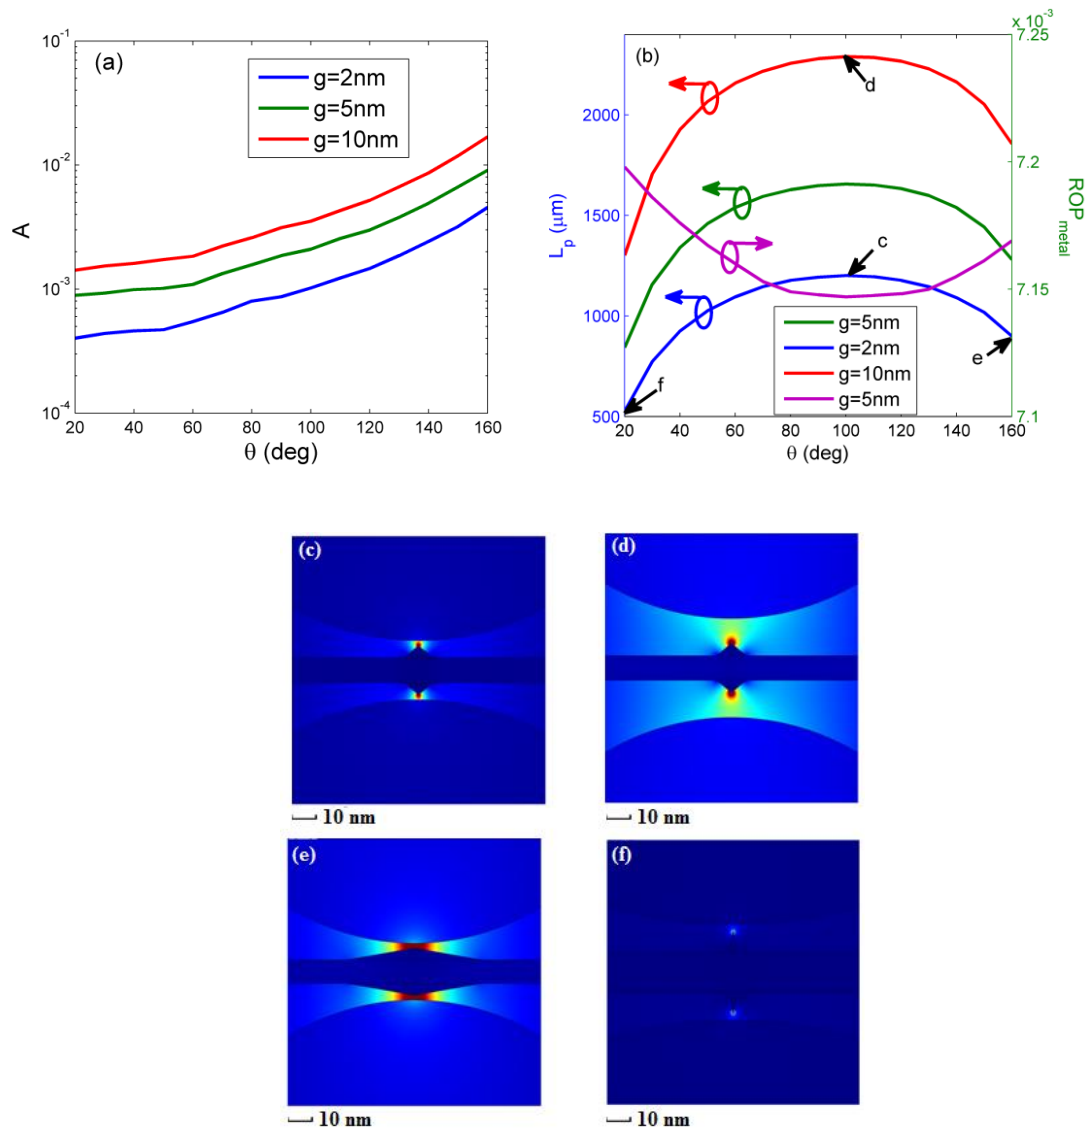 (a)
g=2nm
g=5nm
g=10nm
10⁻¹
10⁻²
10⁻³
10⁻⁴
A
20 40 60 80 100 120 140 160
θ (deg)
(b)
x 10⁻³
7.25
7.2
7.15
7.1
ROPmetal
2000
1500
1000
500
Lp (μm)
d
c
e
f
g=5nm
g=2nm
g=10nm
g=5nm
20 40 60 80 100 120 140 160
θ (deg)
(c)
10 nm
(d)
10 nm
(e)
10 nm
(f)
10 nm